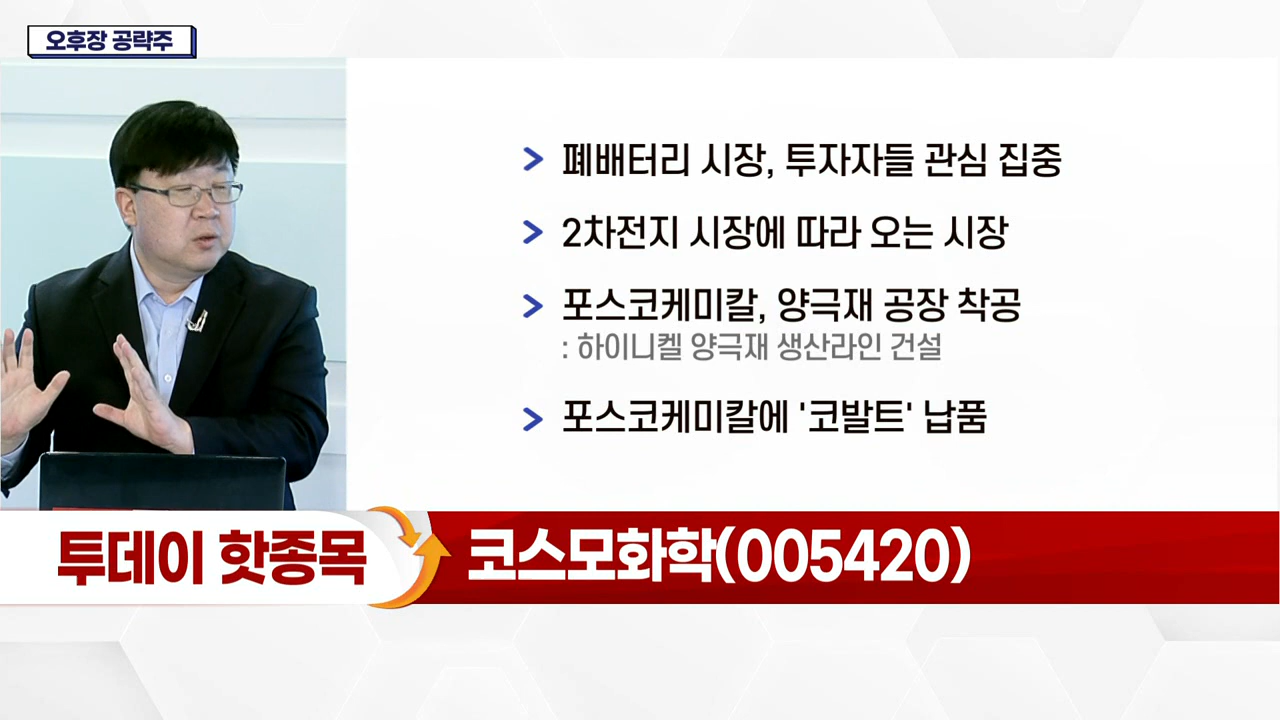 오후장 공략주
> 폐배터리 시장, 투자자들 관심 집중
> 2차전지 시장에 따라 오는 시장
> 포스코케미칼, 양극재 공장 착공
: 하이니켈 양극재 생산라인 건설
> 포스코케미칼에 '코발트' 납품
투데이 핫종목
코스모화학(005420)